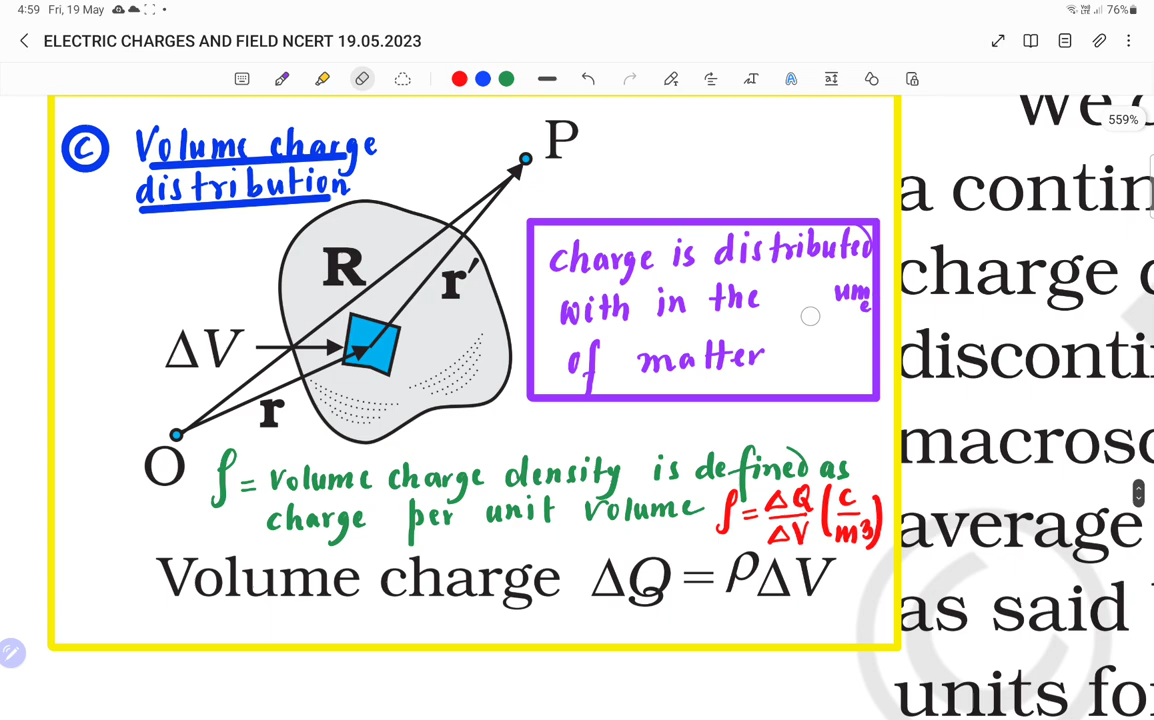 4:59 Fri, 19 May
76%
ELECTRIC CHARGES AND FIELD NCERT 19.05.2023
559%
C Volume charge
distribution
P
R
r′
ΔV
r
O
charge is distributed
with in the ume
of matter
ρ = volume charge density is defined as
charge per unit volume ρ = ΔQ/ΔV (C/m3)
Volume charge ΔQ = ρΔV
we
a contin
charge
discontin
macrosc
average
as said
units for